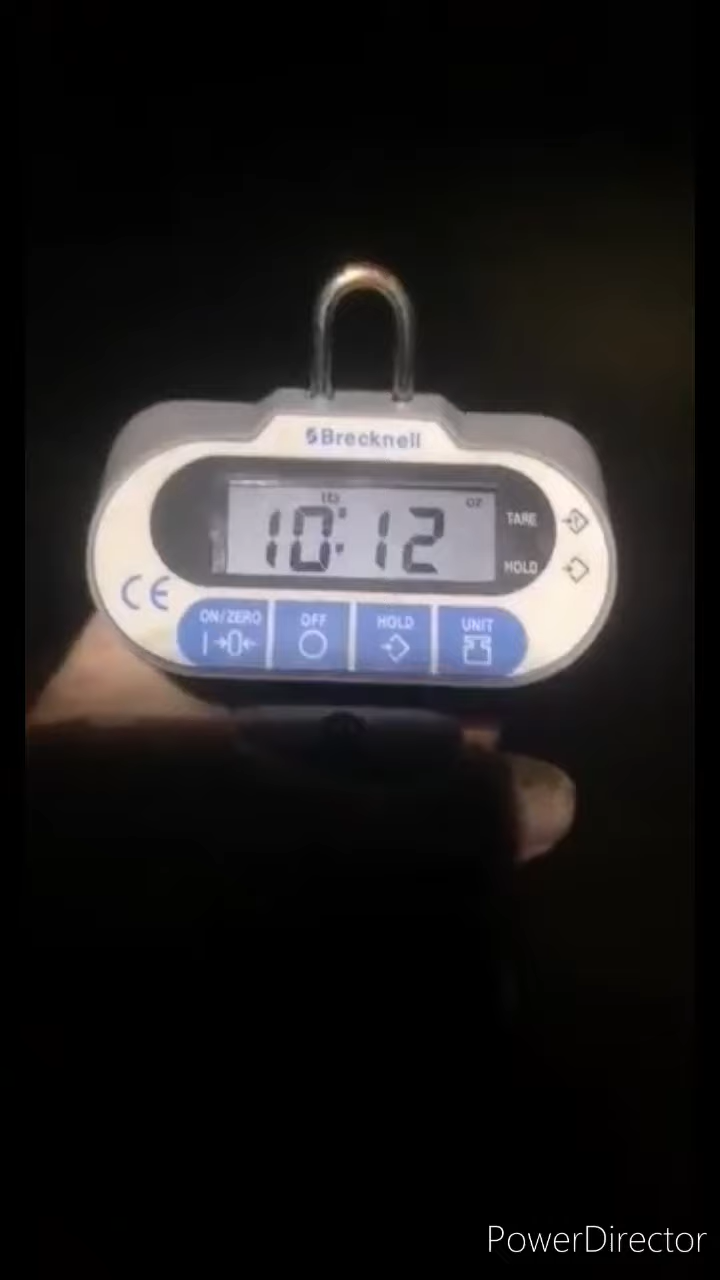 Brecknell
lb oz
10:12
TARE
HOLD
CE
ON/ZERO OFF HOLD UNIT
PowerDirector